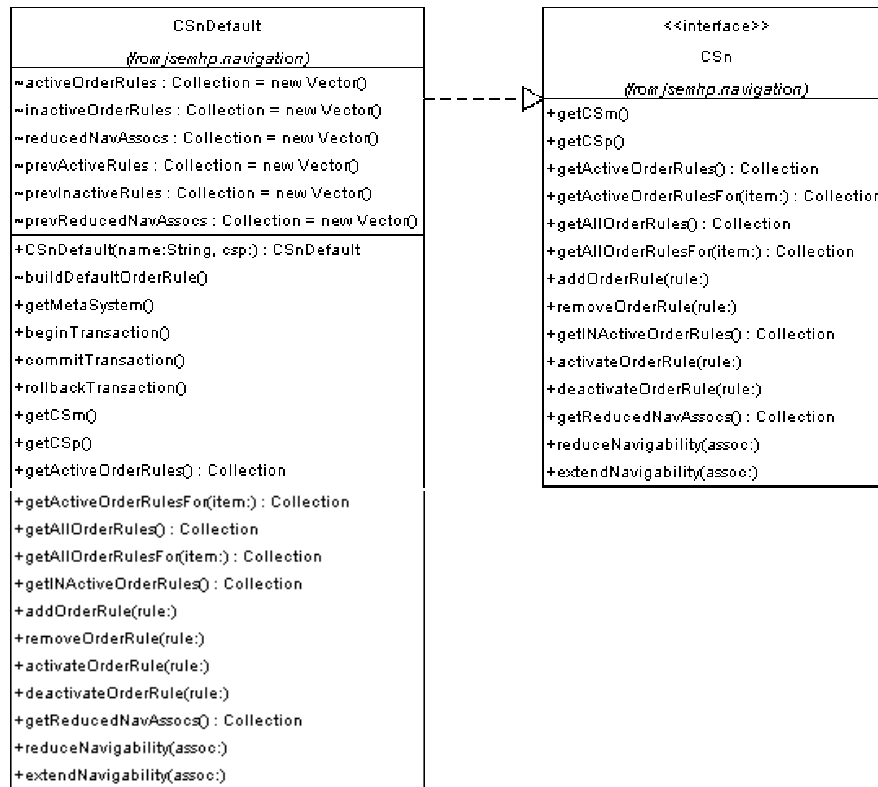 CSnDefault
(from jsemhp.navigation)
~activeOrderRules : Collection = new Vector()
~inactiveOrderRules : Collection = new Vector()
~reducedNavAssocs : Collection = new Vector()
~prevActiveRules : Collection = new Vector()
~prevInactiveRules : Collection = new Vector()
~prevReducedNavAssocs : Collection = new Vector()
+CSnDefault(name:String, csp:) : CSnDefault
~buildDefaultOrderRule()
+getMetaSystem()
+beginTransaction()
+commitTransaction()
+rollbackTransaction()
+getCSm()
+getCSp()
+getActiveOrderRules() : Collection
+getActiveOrderRulesFor(item:) : Collection
+getAllOrderRules() : Collection
+getAllOrderRulesFor(item:) : Collection
+getINActiveOrderRules() : Collection
+addOrderRule(rule:)
+removeOrderRule(rule:)
+activateOrderRule(rule:)
+deactivateOrderRule(rule:)
+getReducedNavAssocs() : Collection
+reduceNavigability(assoc:)
+extendNavigability(assoc:)
<<interface>>
CSn
(from jsemhp.navigation)
+getCSm()
+getCSp()
+getActiveOrderRules() : Collection
+getActiveOrderRulesFor(item:) : Collection
+getAllOrderRules() : Collection
+getAllOrderRulesFor(item:) : Collection
+addOrderRule(rule:)
+removeOrderRule(rule:)
+getINActiveOrderRules() : Collection
+activateOrderRule(rule:)
+deactivateOrderRule(rule:)
+getReducedNavAssocs() : Collection
+reduceNavigability(assoc:)
+extendNavigability(assoc:)